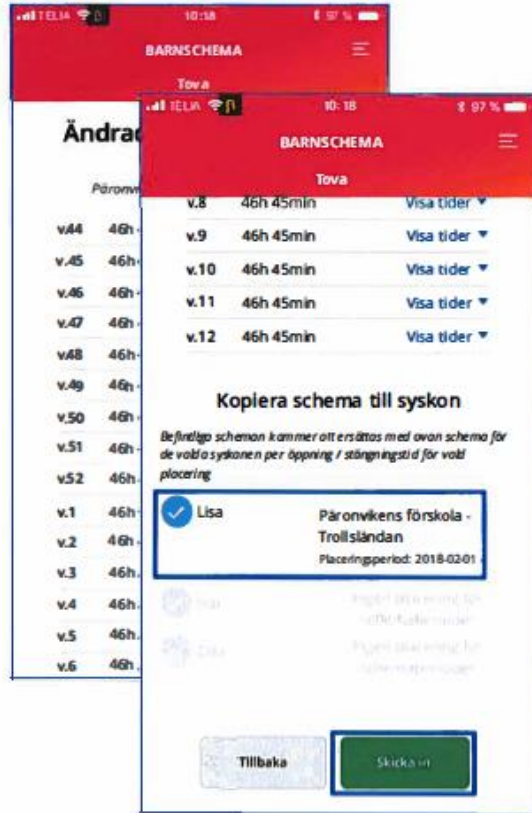 TELIA 10:18 97 %
BARNSCHEMA
Tova
Ändrad
v.44 46h
v.45 46h
v.46 46h
v.47 46h
v.48 46h
v.49 46h
v.50 46h
v.51 46h
v.52 46h
v.1 46h
v.2 46h
v.3 46h
v.4 46h
v.5 46h
v.6 46h
TELIA 10:18 97 %
BARNSCHEMA
Tova
v.8 46h 45min Visa tider
v.9 46h 45min Visa tider
v.10 46h 45min Visa tider
v.11 46h 45min Visa tider
v.12 46h 45min Visa tider
Kopiera schema till syskon
Befintliga scheman kommer att ersättas med ovan schema för
de valda syskonen per öppning / stängningstid för vald
placering
Lisa Päronvikens förskola -
Trollsländan
Placeringsperiod: 2018-02-01 -
Tillbaka Skicka in